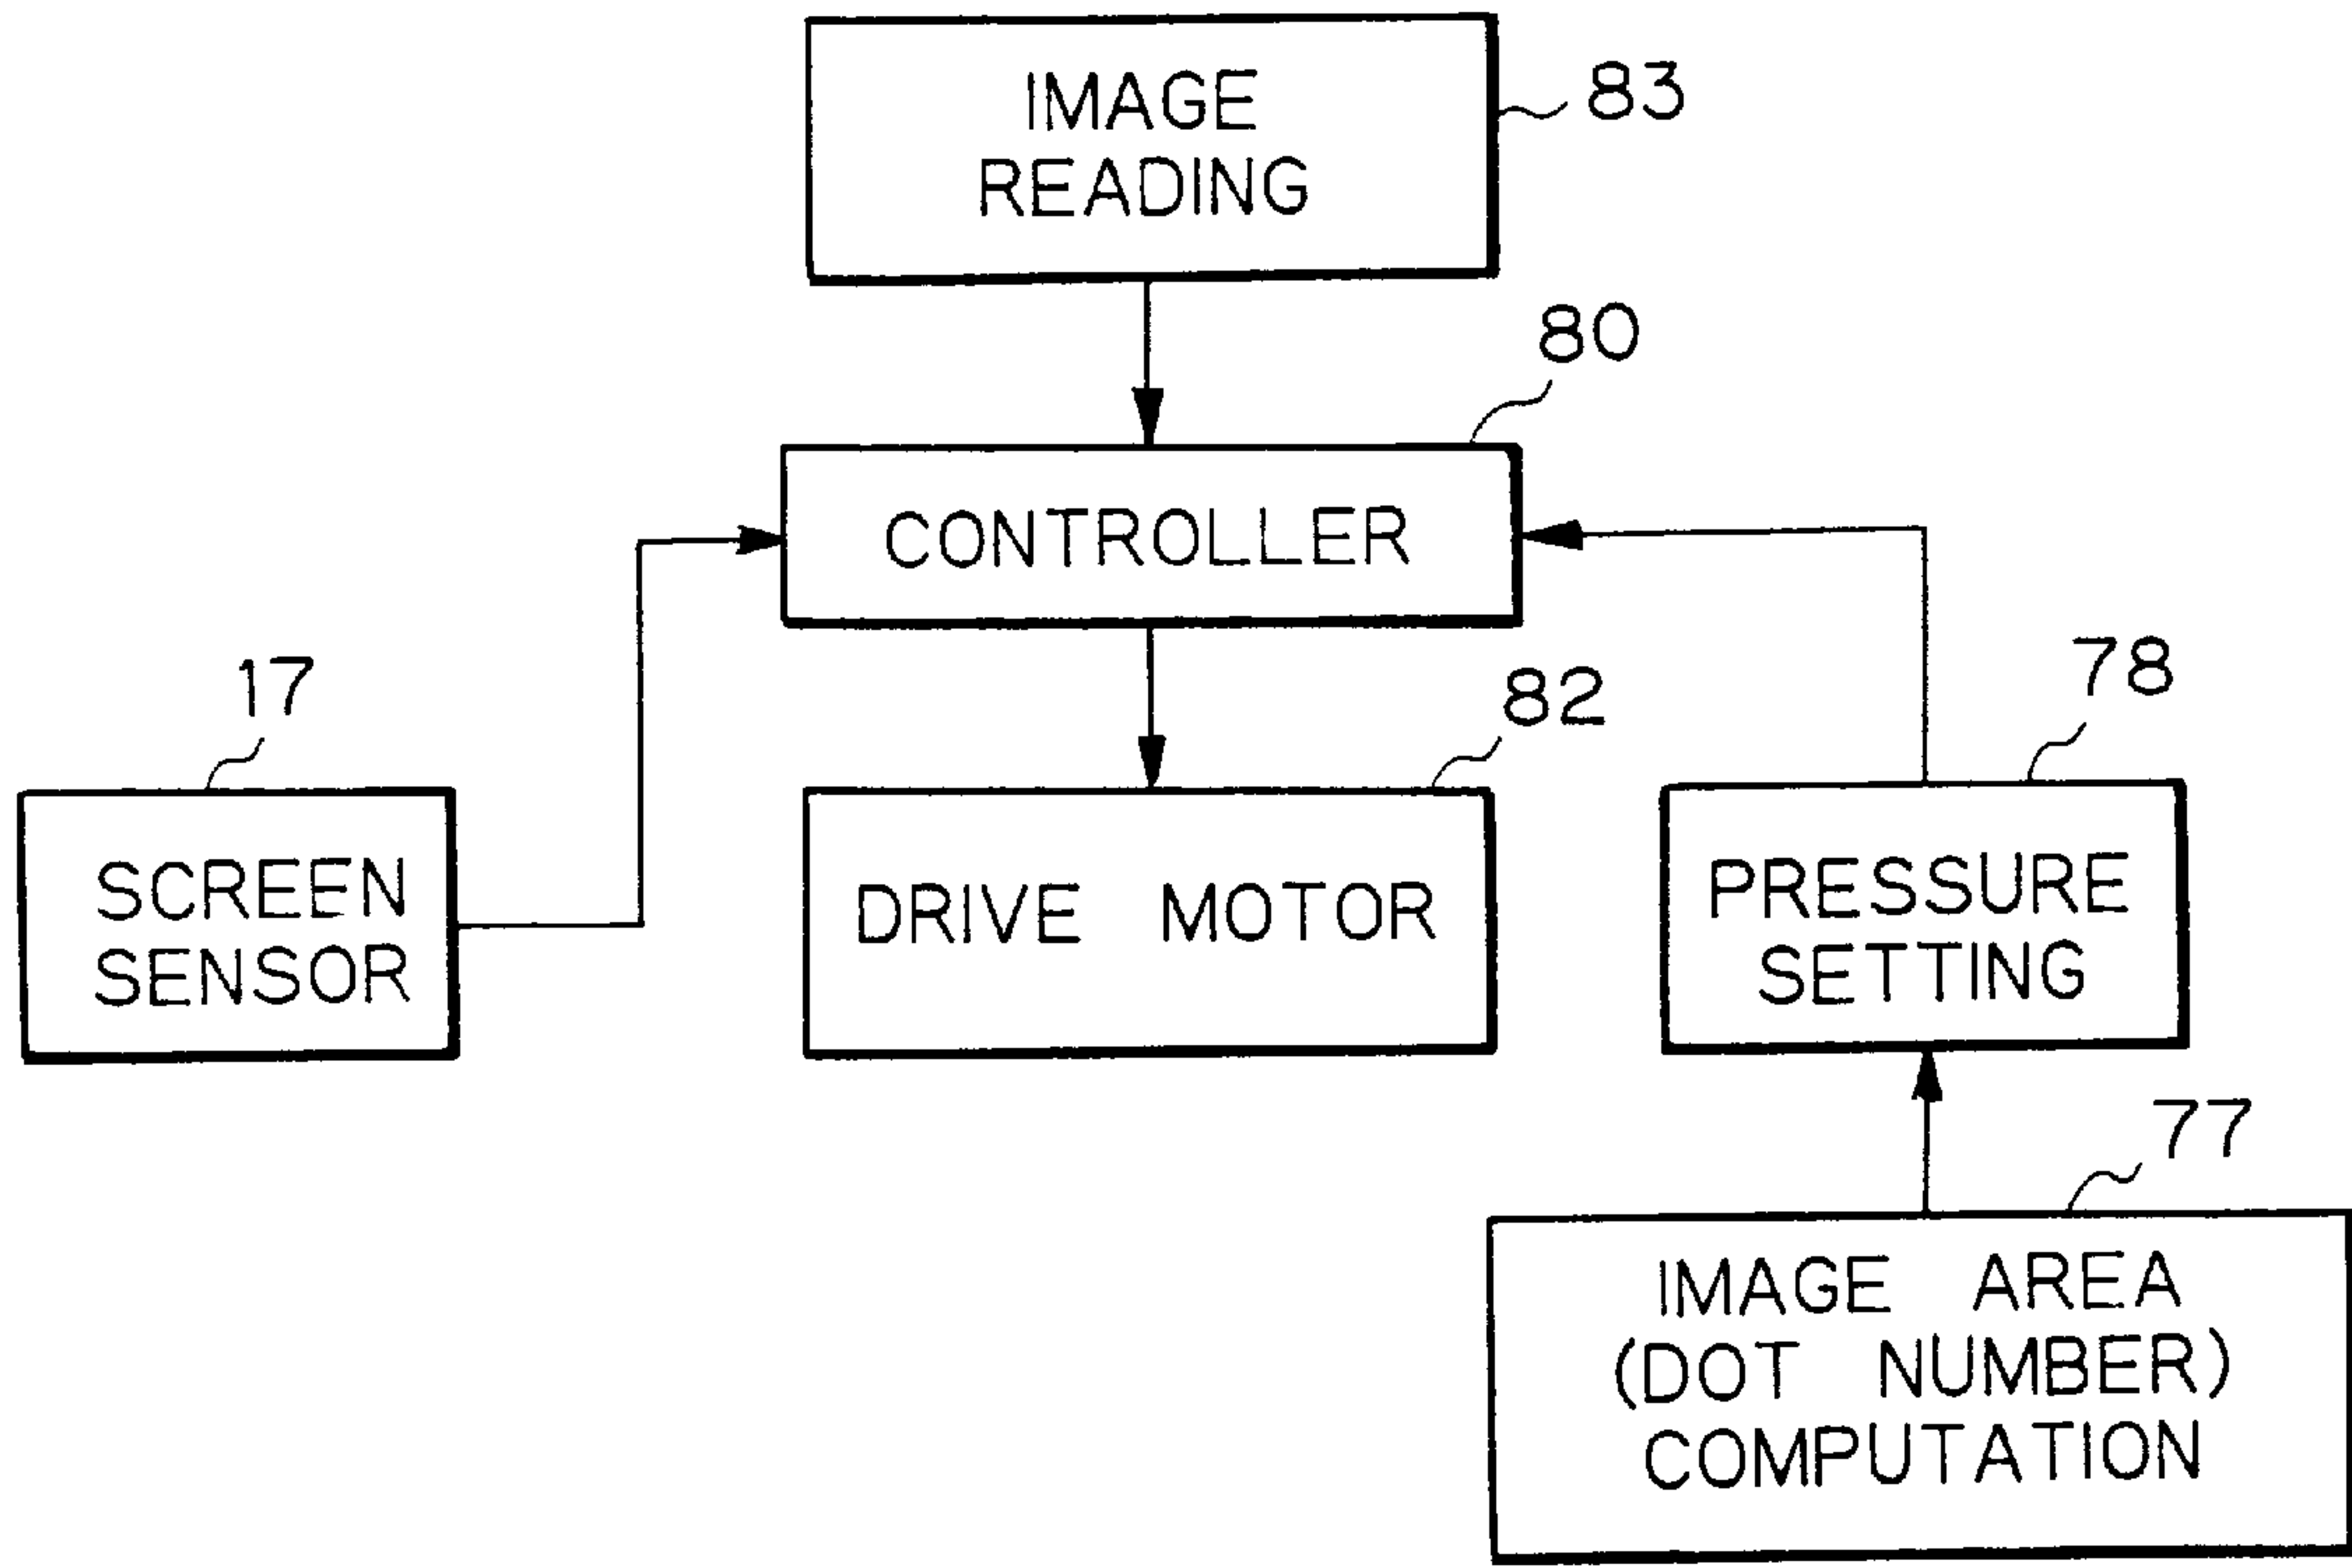 IMAGE
READING
83
80
CONTROLLER
17
82
78
SCREEN
SENSOR
DRIVE MOTOR
PRESSURE
SETTING
77
IMAGE AREA
(DOT NUMBER)
COMPUTATION